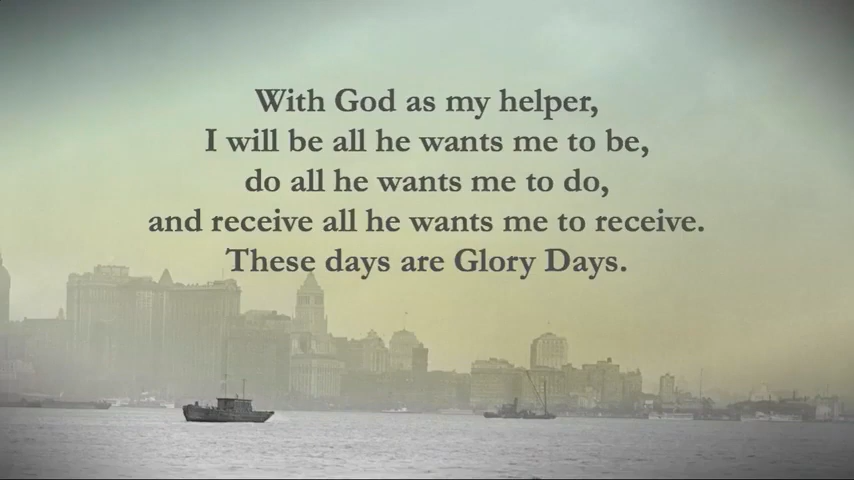 With God as my helper,
I will be all he wants me to be,
do all he wants me to do,
and receive all he wants me to receive.
These days are Glory Days.